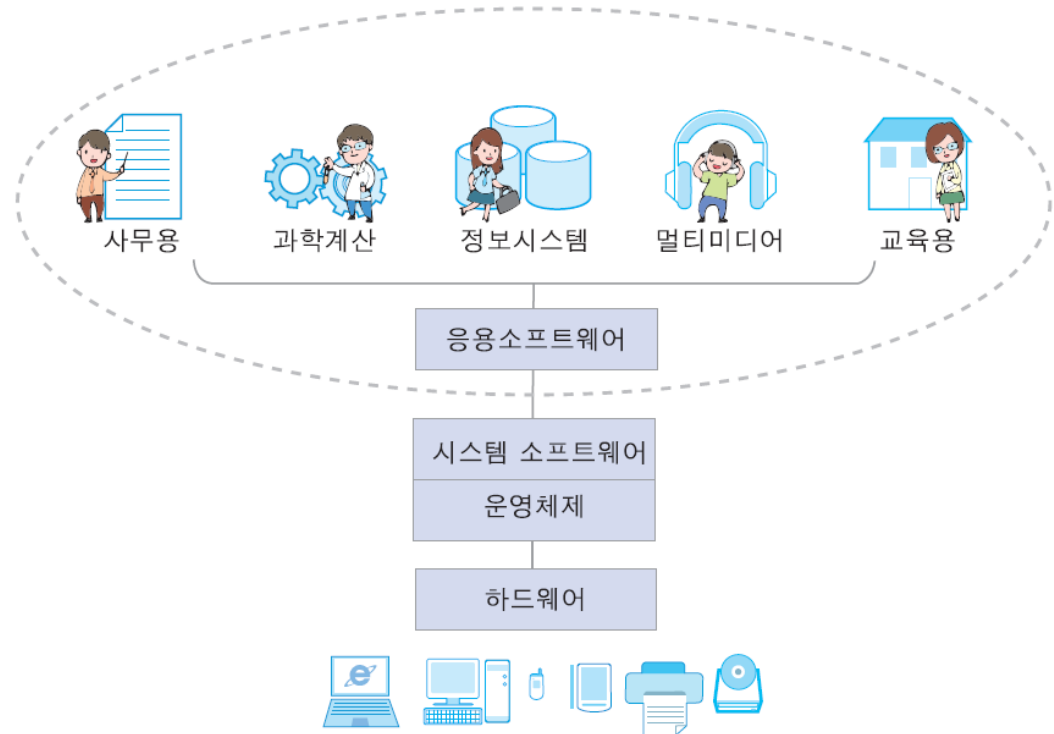 사무용
과학계산
정보시스템
멀티미디어
교육용
응용소프트웨어
시스템 소프트웨어
운영체제
하드웨어